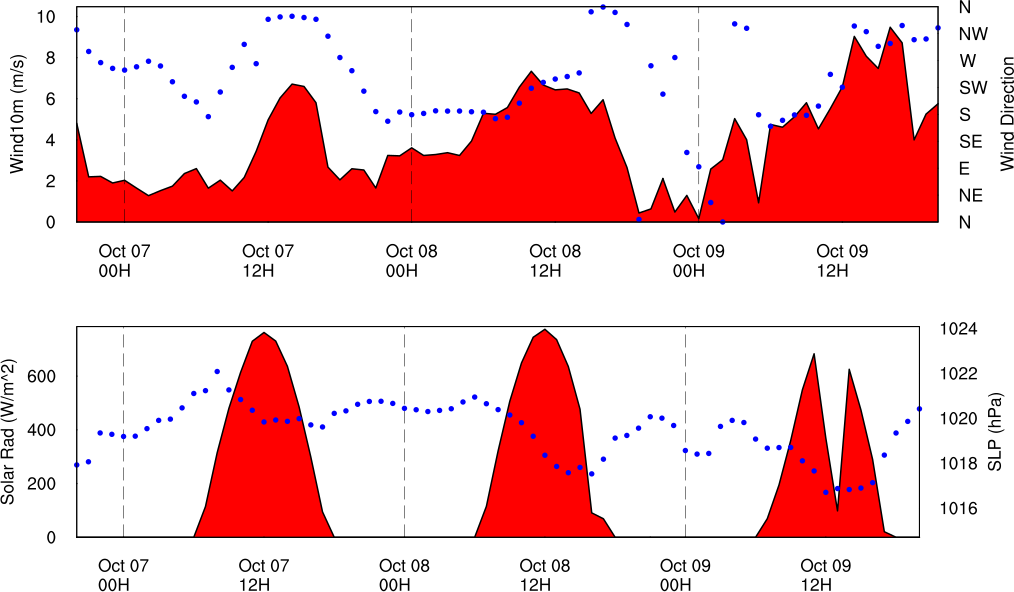 Wind10m (m/s)
10
8
6
4
2
0
N
NW
W
SW
S
SE
E
NE
N
Wind Direction
Oct 07
00H
Oct 07
12H
Oct 08
00H
Oct 08
12H
Oct 09
00H
Oct 09
12H
Solar Rad (W/m^2)
600
400
200
0
1024
1022
1020
1018
1016
SLP (hPa)
Oct 07
00H
Oct 07
12H
Oct 08
00H
Oct 08
12H
Oct 09
00H
Oct 09
12H